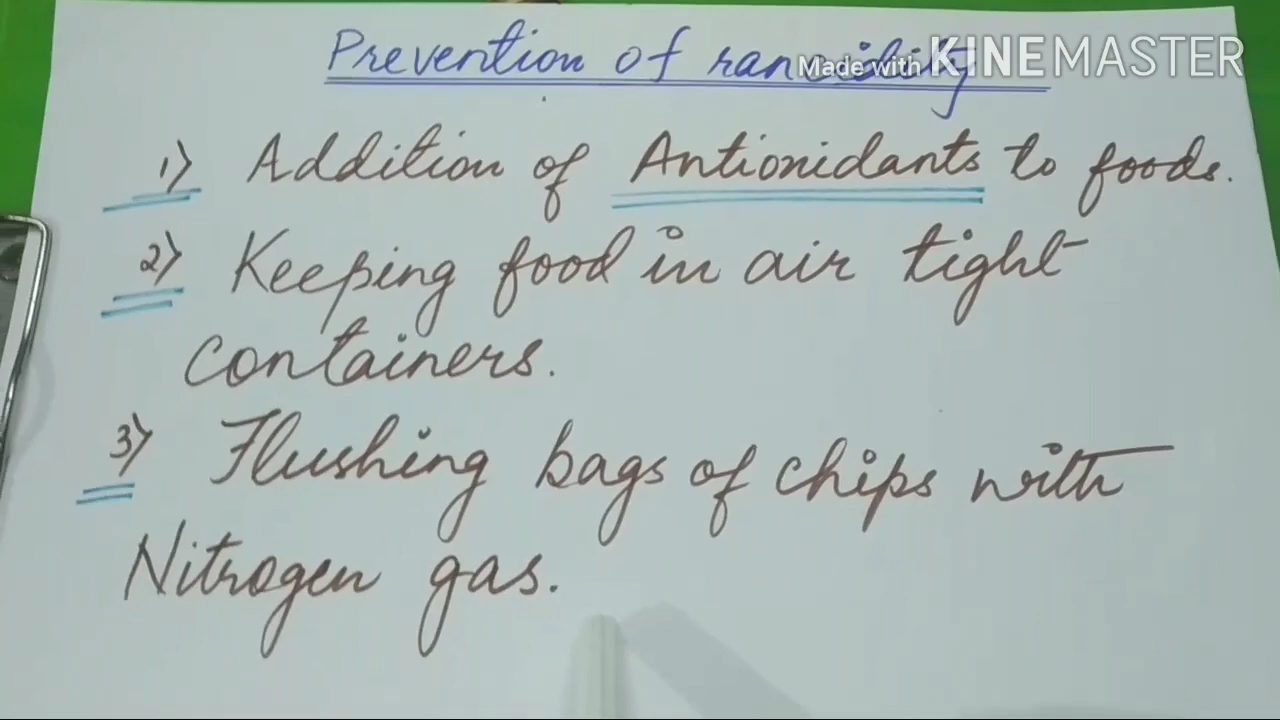 Prevention of rancidity
Made with KINEMASTER
1) Addition of Antioxidants to foods.
2) Keeping food in air tight
containers.
3) Flushing bags of chips with
Nitrogen gas.